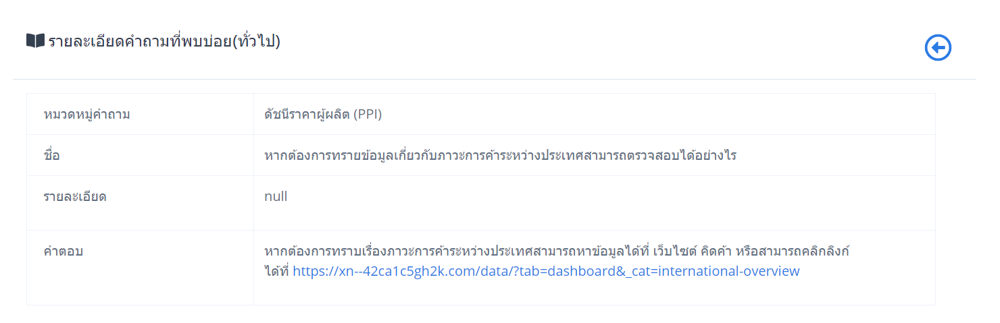 รายละเอียดคำถามที่พบบ่อย(ทั่วไป)
หมวดหมู่คำถาม ดัชนีราคาผู้ผลิต (PPI)
ชื่อ หากต้องการทรายข้อมูลเกี่ยวกับภาวะการค้าระหว่างประเทศสามารถตรวจสอบได้อย่างไร
รายละเอียด null
คำตอบ หากต้องการทราบเรื่องภาวะการค้าระหว่างประเทศสามารถหาข้อมูลได้ที่ เว็บไซต์ คิดค้า หรือสามารถคลิกลิงก์
ได้ที่ https://xn--42ca1c5gh2k.com/data/?tab=dashboard&_cat=international-overview